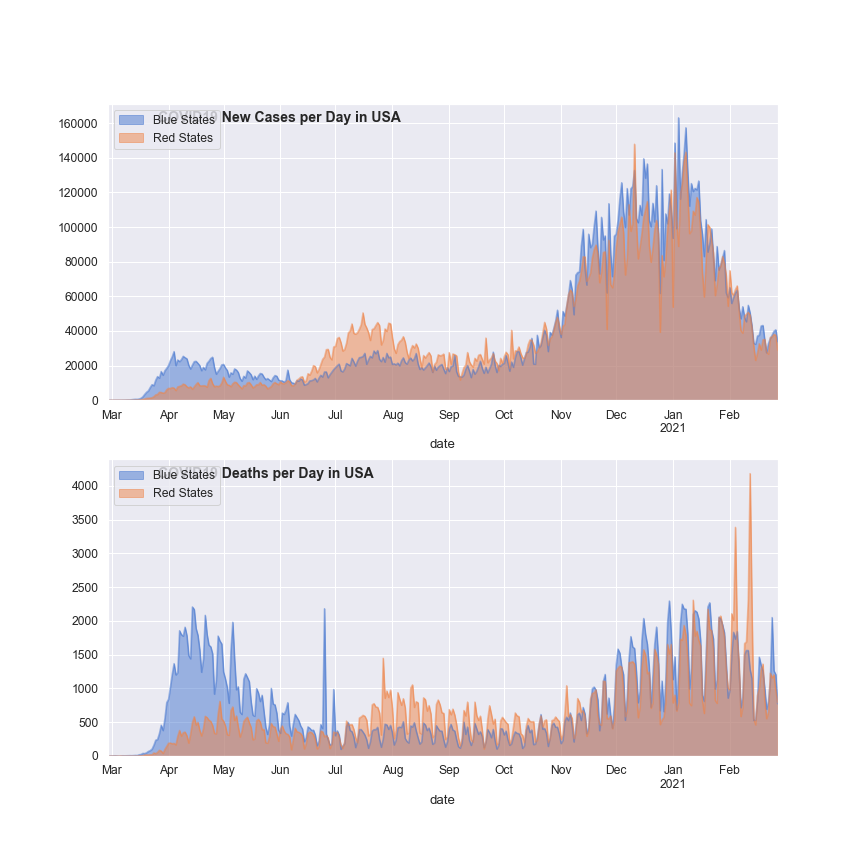 COVID19 New Cases per Day in USA
Blue States
Red States
160000
140000
120000
100000
80000
60000
40000
20000
0
Mar Apr May Jun Jul Aug Sep Oct Nov Dec Jan Feb
2021
date
COVID19 Deaths per Day in USA
Blue States
Red States
4000
3500
3000
2500
2000
1500
1000
500
0
Mar Apr May Jun Jul Aug Sep Oct Nov Dec Jan Feb
2021
date